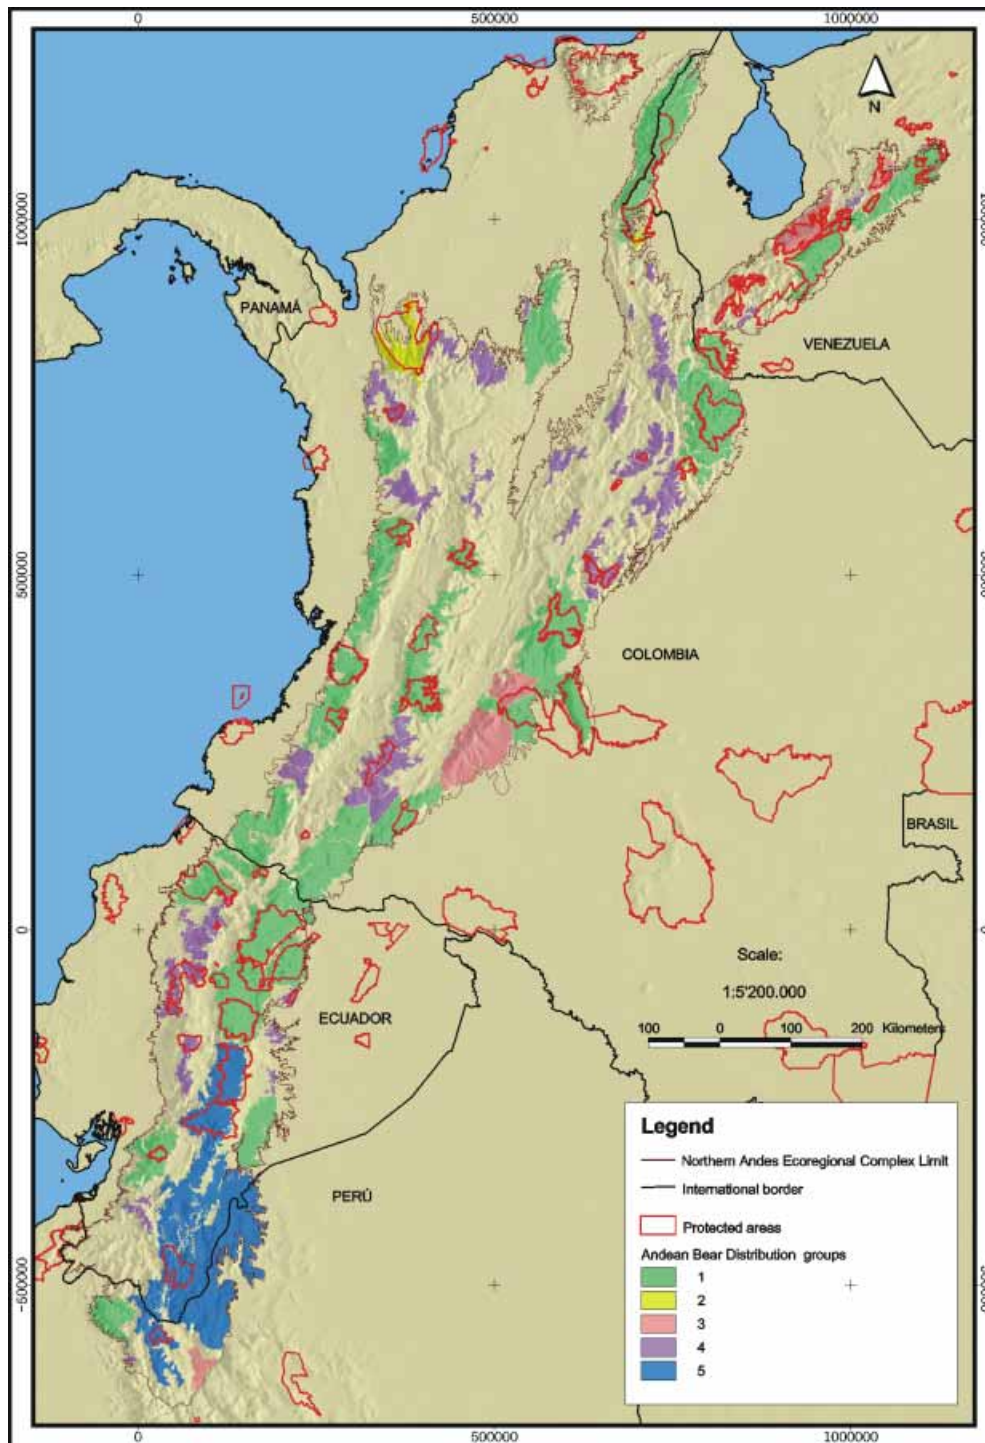 0 500000 1000000
N
1000000
PANAMÁ
VENEZUELA
500000
COLOMBIA
BRASIL
0
0
Scale:
1:5'200.000
ECUADOR
100 0 100 200 Kilometers
Legend
Northern Andes Ecoregional Complex Limit
International border
PERÚ
Protected areas
Andean Bear Distribution groups
1
-500000
2
3
4
5
0 500000 1000000